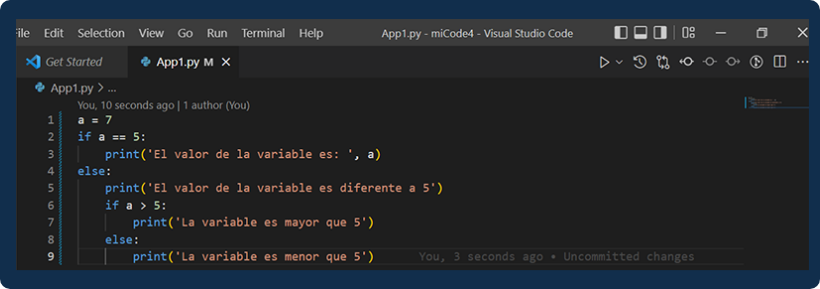 File Edit Selection View Go Run Terminal Help App1.py - miCode4 - Visual Studio Code
Get Started App1.py M
App1.py > ...
You, 10 seconds ago | 1 author (You)
1 a = 7
2 if a == 5:
3     print('El valor de la variable es: ', a)
4 else:
5     print('El valor de la variable es diferente a 5')
6     if a > 5:
7         print('La variable es mayor que 5')
8     else:
9         print('La variable es menor que 5') You, 3 seconds ago • Uncommitted changes